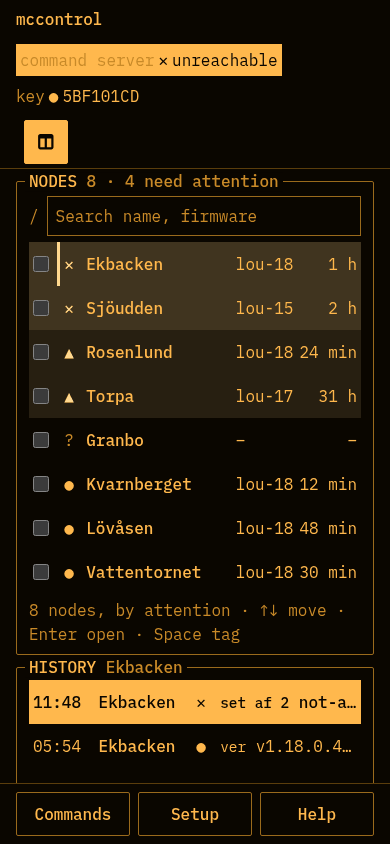 mccontrol
command server × unreachable
key ● 5BF101CD
NODES 8 · 4 need attention
/ Search name, firmware
× Ekbacken lou-18 1 h
× Sjöudden lou-15 2 h
▲ Rosenlund lou-18 24 min
▲ Torpa lou-17 31 h
? Granbo – –
● Kvarnberget lou-18 12 min
● Lövåsen lou-18 48 min
● Vattentornet lou-18 30 min
8 nodes, by attention · ↑↓ move ·
Enter open · Space tag
HISTORY Ekbacken
11:48 Ekbacken × set af 2 not-a…
05:54 Ekbacken ● ver v1.18.0.4…
Commands Setup Help